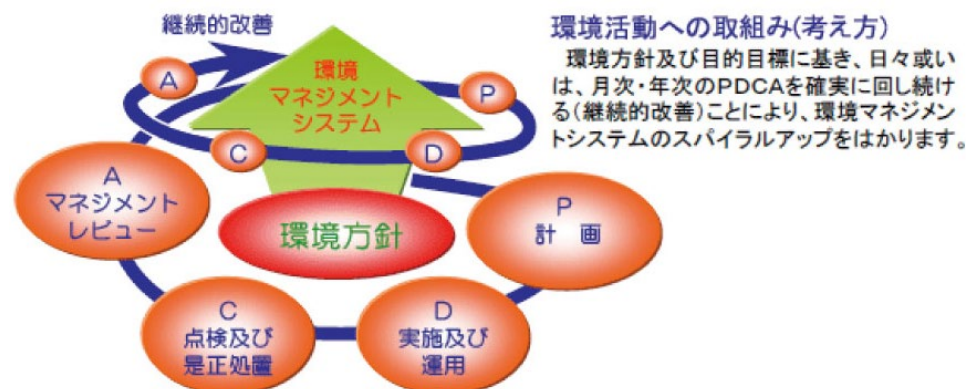 継続的改善
環境
マネジメント
システム
A
P
C
D
A
マネジメント
レビュー
環境方針
P
計　画
C
点検及び
是正処置
D
実施及び
運用
環境活動への取組み(考え方)
　環境方針及び目的目標に基き、日々或い
は、月次・年次のPDCAを確実に回し続け
る(継続的改善)ことにより、環境マネジメン
トシステムのスパイラルアップをはかります。